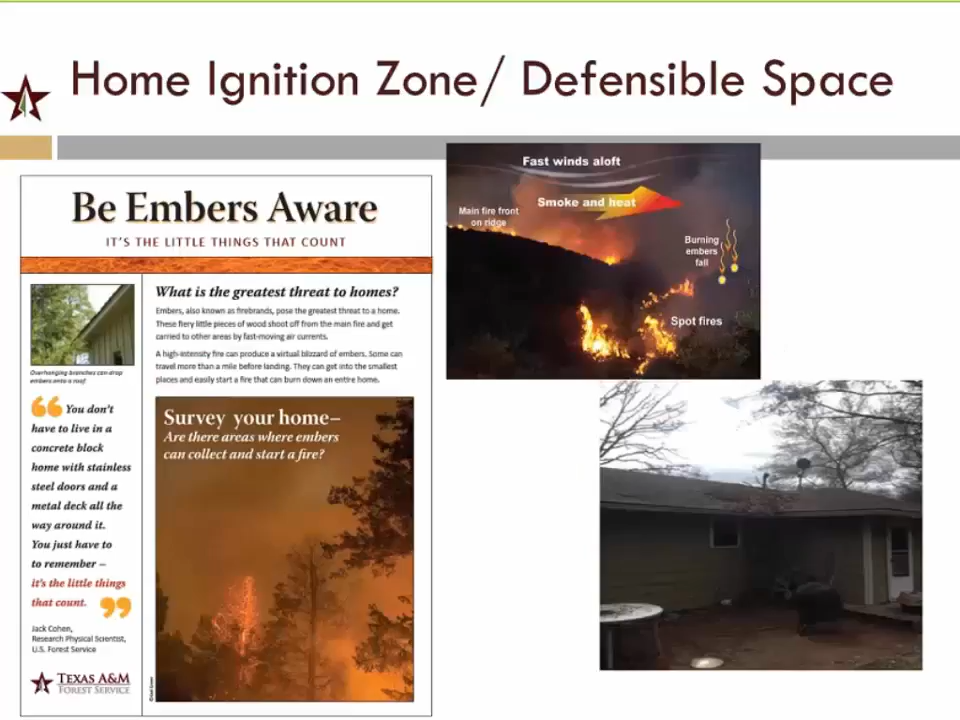 Home Ignition Zone/ Defensible Space
Be Embers Aware
IT'S THE LITTLE THINGS THAT COUNT
Overhanging branches can drop
embers onto a roof.
“ You don't
have to live in a
concrete block
home with stainless
steel doors and a
metal deck all the
way around it.
You just have to
to remember –
it's the little things
that count. ”
Jack Cohen,
Research Physical Scientist,
U.S. Forest Service
TEXAS A&M
FOREST SERVICE
What is the greatest threat to homes?
Embers, also known as firebrands, pose the greatest threat to a home.
These fiery little pieces of wood shoot off from the main fire and get
carried to other areas by fast-moving air currents.
A high-intensity fire can produce a virtual blizzard of embers. Some can
travel more than a mile before landing. They can get into the smallest
places and easily start a fire that can burn down an entire home.
Survey your home–
Are there areas where embers
can collect and start a fire?
Fast winds aloft
Smoke and heat
Main fire front
on ridge
Burning
embers
fall
Spot fires